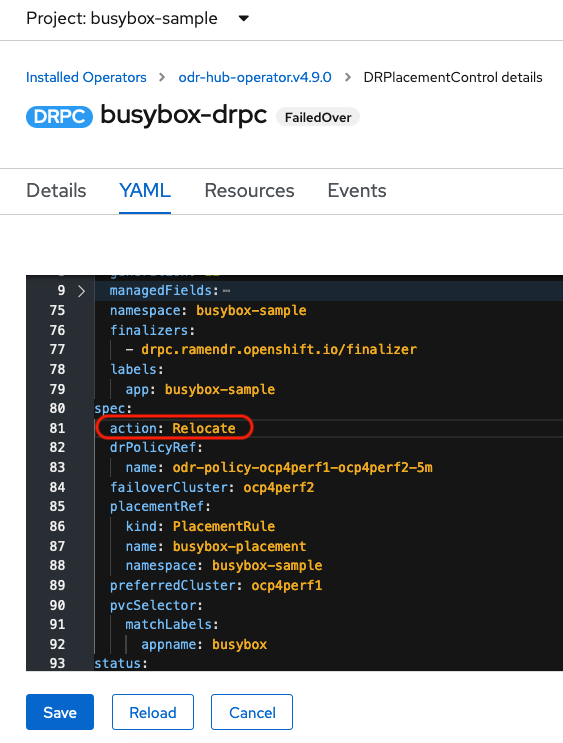 Project: busybox-sample
Installed Operators > odr-hub-operator.v4.9.0 > DRPlacementControl details
DRPC busybox-drpc FailedOver
Details YAML Resources Events
9 > managedFields:…
75 namespace: busybox-sample
76 finalizers:
77 - drpc.ramendr.openshift.io/finalizer
78 labels:
79 app: busybox-sample
80 spec:
81 action: Relocate
82 drPolicyRef:
83 name: odr-policy-ocp4perf1-ocp4perf2-5m
84 failoverCluster: ocp4perf2
85 placementRef:
86 kind: PlacementRule
87 name: busybox-placement
88 namespace: busybox-sample
89 preferredCluster: ocp4perf1
90 pvcSelector:
91 matchLabels:
92 appname: busybox
93 status:
Save Reload Cancel